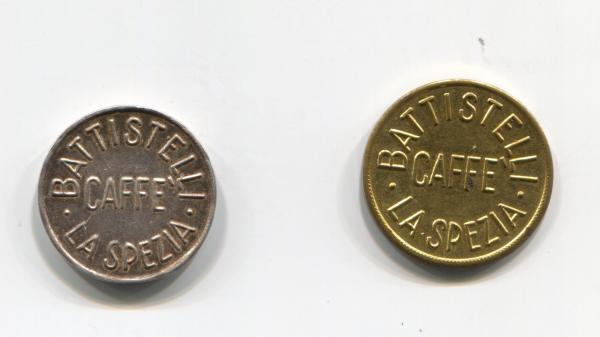 BATTISTELLI
CAFFE'
· LA SPEZIA ·
BATTISTELLI
CAFFE'
· LA SPEZIA ·